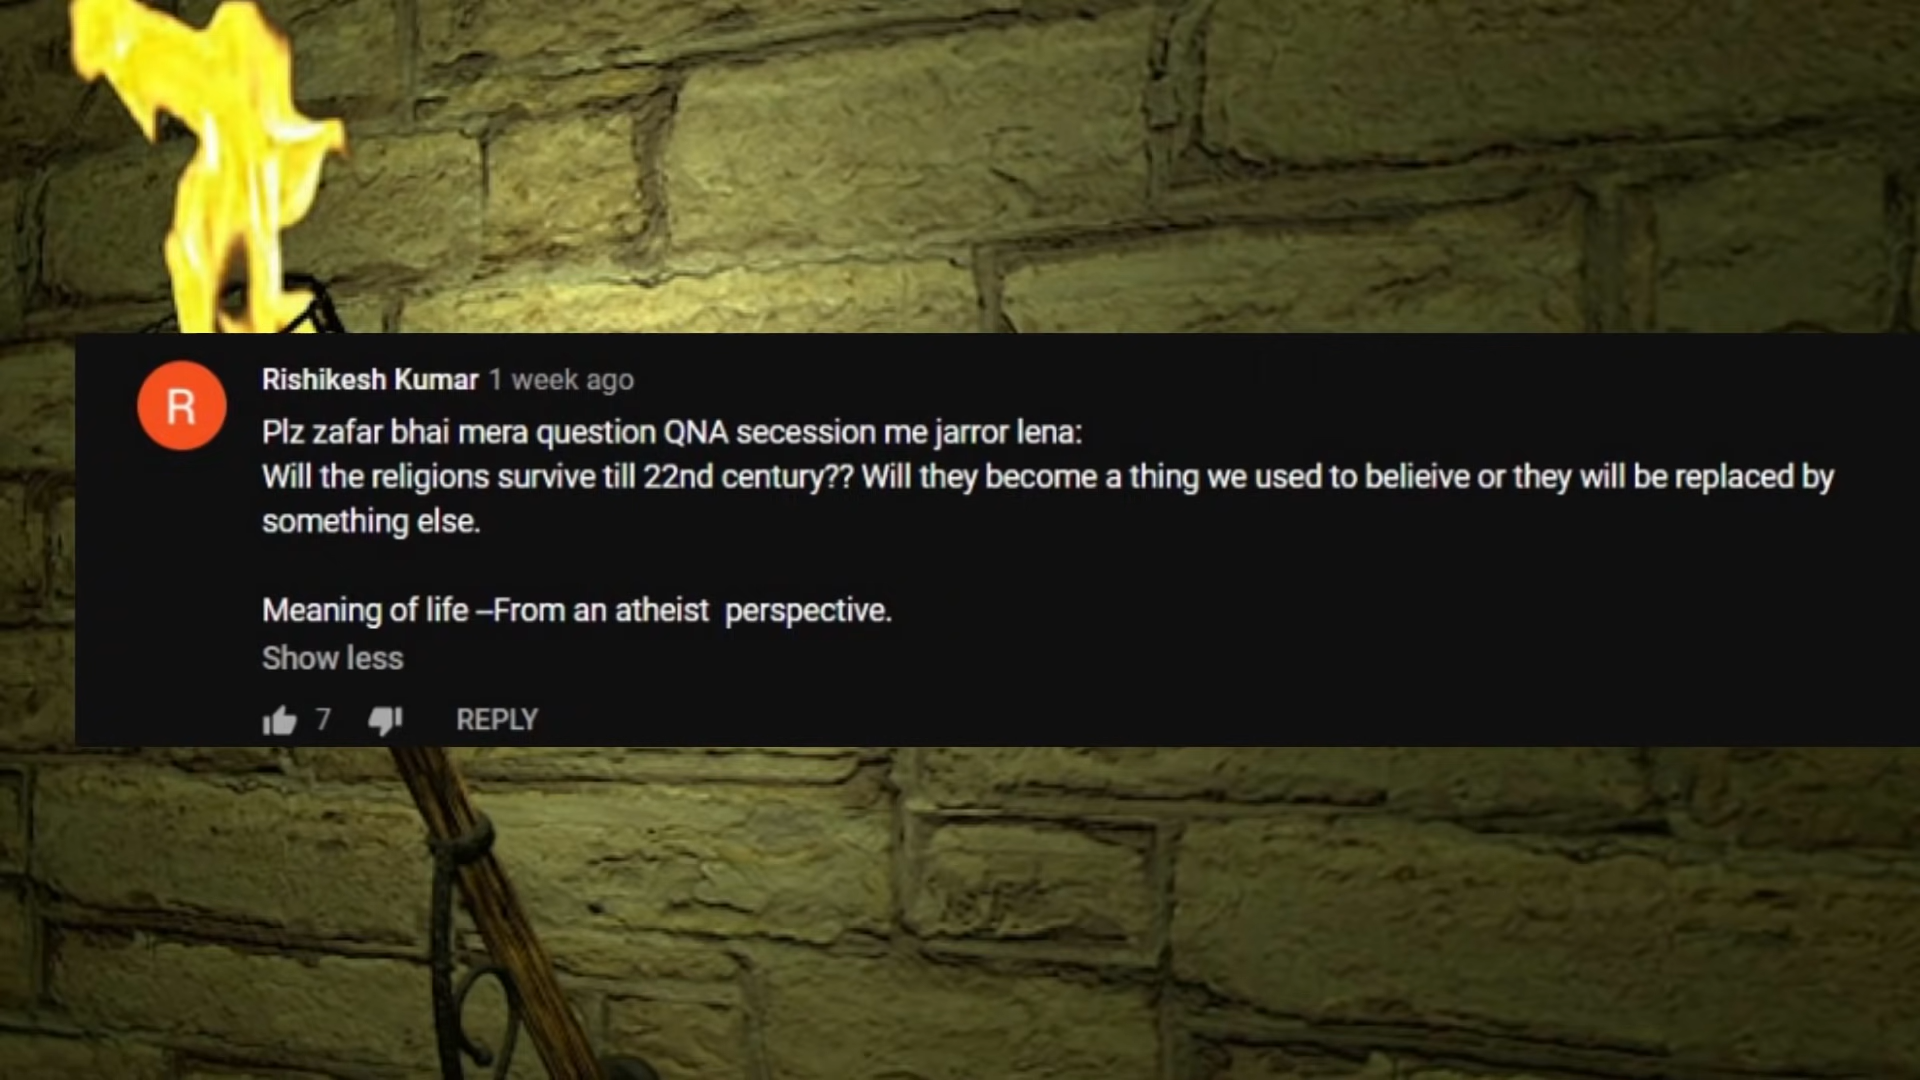 R
Rishikesh Kumar 1 week ago
Plz zafar bhai mera question QNA secession me jarror lena:
Will the religions survive till 22nd century?? Will they become a thing we used to belieive or they will be replaced by
something else.
Meaning of life –From an atheist perspective.
Show less
7 REPLY